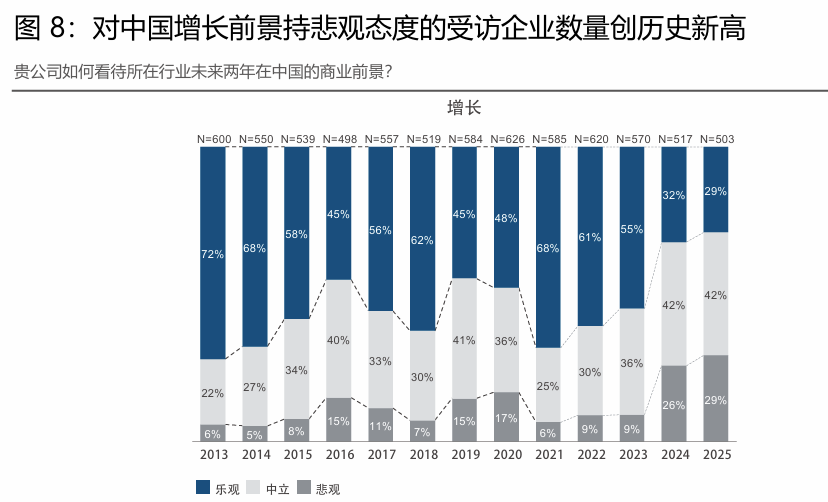 图 8：对中国增长前景持悲观态度的受访企业数量创历史新高
贵公司如何看待所在行业未来两年在中国的商业前景？
增长
N=600 N=550 N=539 N=498 N=557 N=519 N=584 N=626 N=585 N=620 N=570 N=517 N=503
72% 68% 58% 45% 56% 62% 45% 48% 68% 61% 55% 32% 29%
22% 27% 34% 40% 33% 30% 41% 36% 25% 30% 36% 42% 42%
6% 5% 8% 15% 11% 7% 15% 17% 6% 9% 9% 26% 29%
2013 2014 2015 2016 2017 2018 2019 2020 2021 2022 2023 2024 2025
乐观 中立 悲观